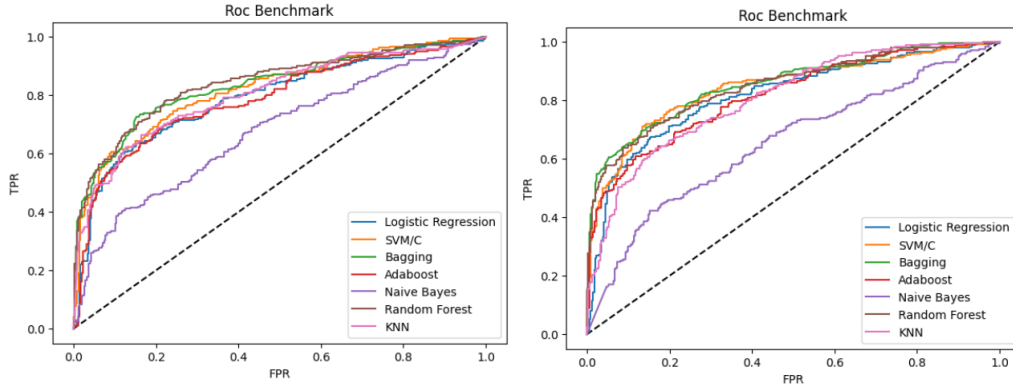 Roc Benchmark
1.0
0.8
0.6
0.4
0.2
0.0
TPR
0.0 0.2 0.4 0.6 0.8 1.0
FPR
Logistic Regression
SVM/C
Bagging
Adaboost
Naive Bayes
Random Forest
KNN
Roc Benchmark
1.0
0.8
0.6
0.4
0.2
0.0
TPR
0.0 0.2 0.4 0.6 0.8 1.0
FPR
Logistic Regression
SVM/C
Bagging
Adaboost
Naive Bayes
Random Forest
KNN